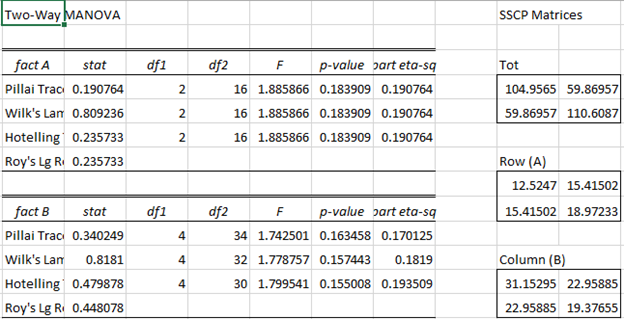 Two-Way MANOVA SSCP Matrices
fact A stat df1 df2 F p-value part eta-sq Tot
Pillai Trac 0.190764 2 16 1.885866 0.183909 0.190764 104.9565 59.86957
Wilk's Lam 0.809236 2 16 1.885866 0.183909 0.190764 59.86957 110.6087
Hotelling 0.235733 2 16 1.885866 0.183909 0.190764
Roy's Lg R 0.235733 Row (A)
12.5247 15.41502
fact B stat df1 df2 F p-value part eta-sq 15.41502 18.97233
Pillai Trac 0.340249 4 34 1.742501 0.163458 0.170125
Wilk's Lam 0.8181 4 32 1.778757 0.157443 0.1819 Column (B)
Hotelling 0.479878 4 30 1.799541 0.155008 0.193509 31.15295 22.95885
Roy's Lg R 0.448078 22.95885 19.37655